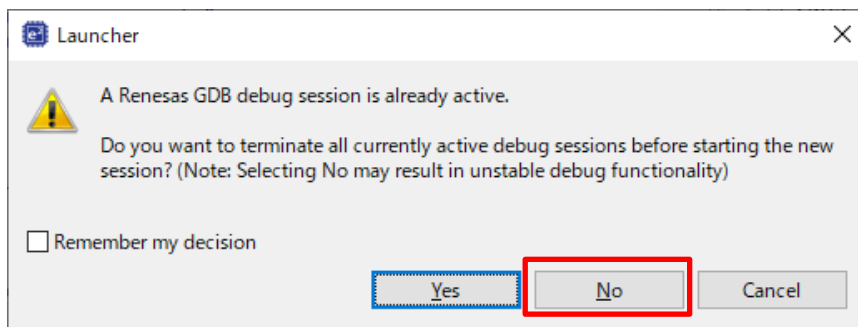 Launcher
A Renesas GDB debug session is already active.
Do you want to terminate all currently active debug sessions before starting the new
session? (Note: Selecting No may result in unstable debug functionality)
Remember my decision
Yes No Cancel